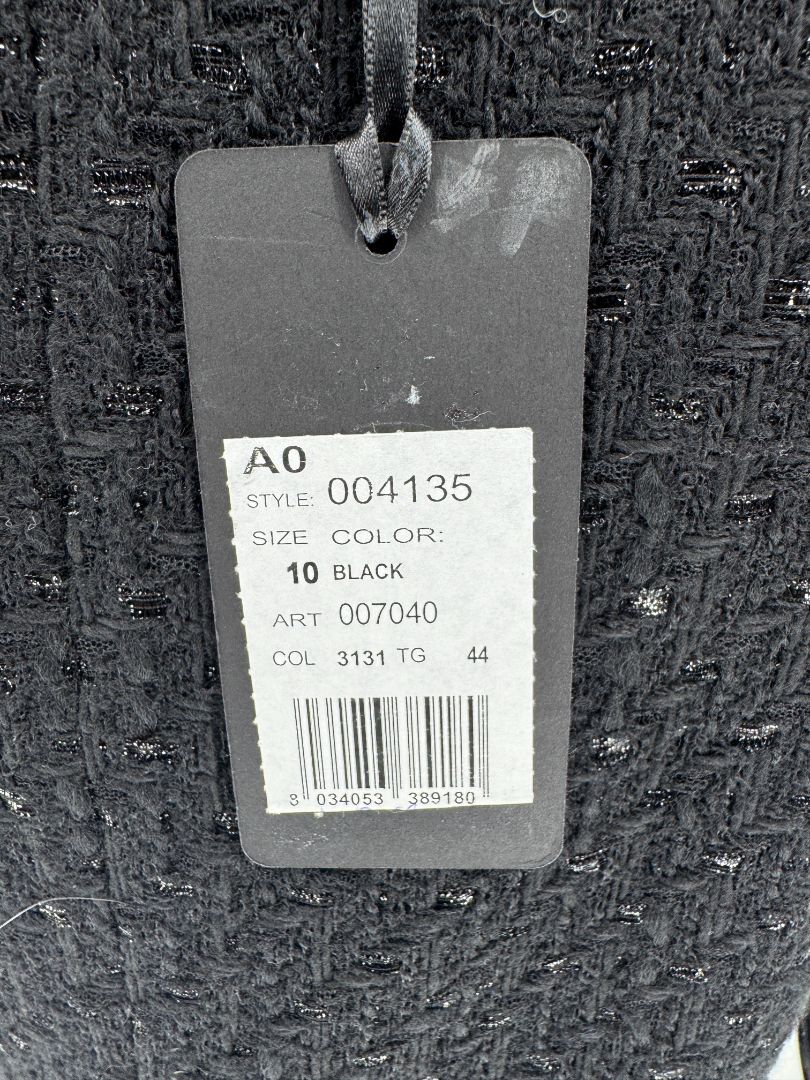 A0
STYLE: 004135
SIZE COLOR:
10 BLACK
ART 007040
COL 3131 TG 44
8 034053 389180